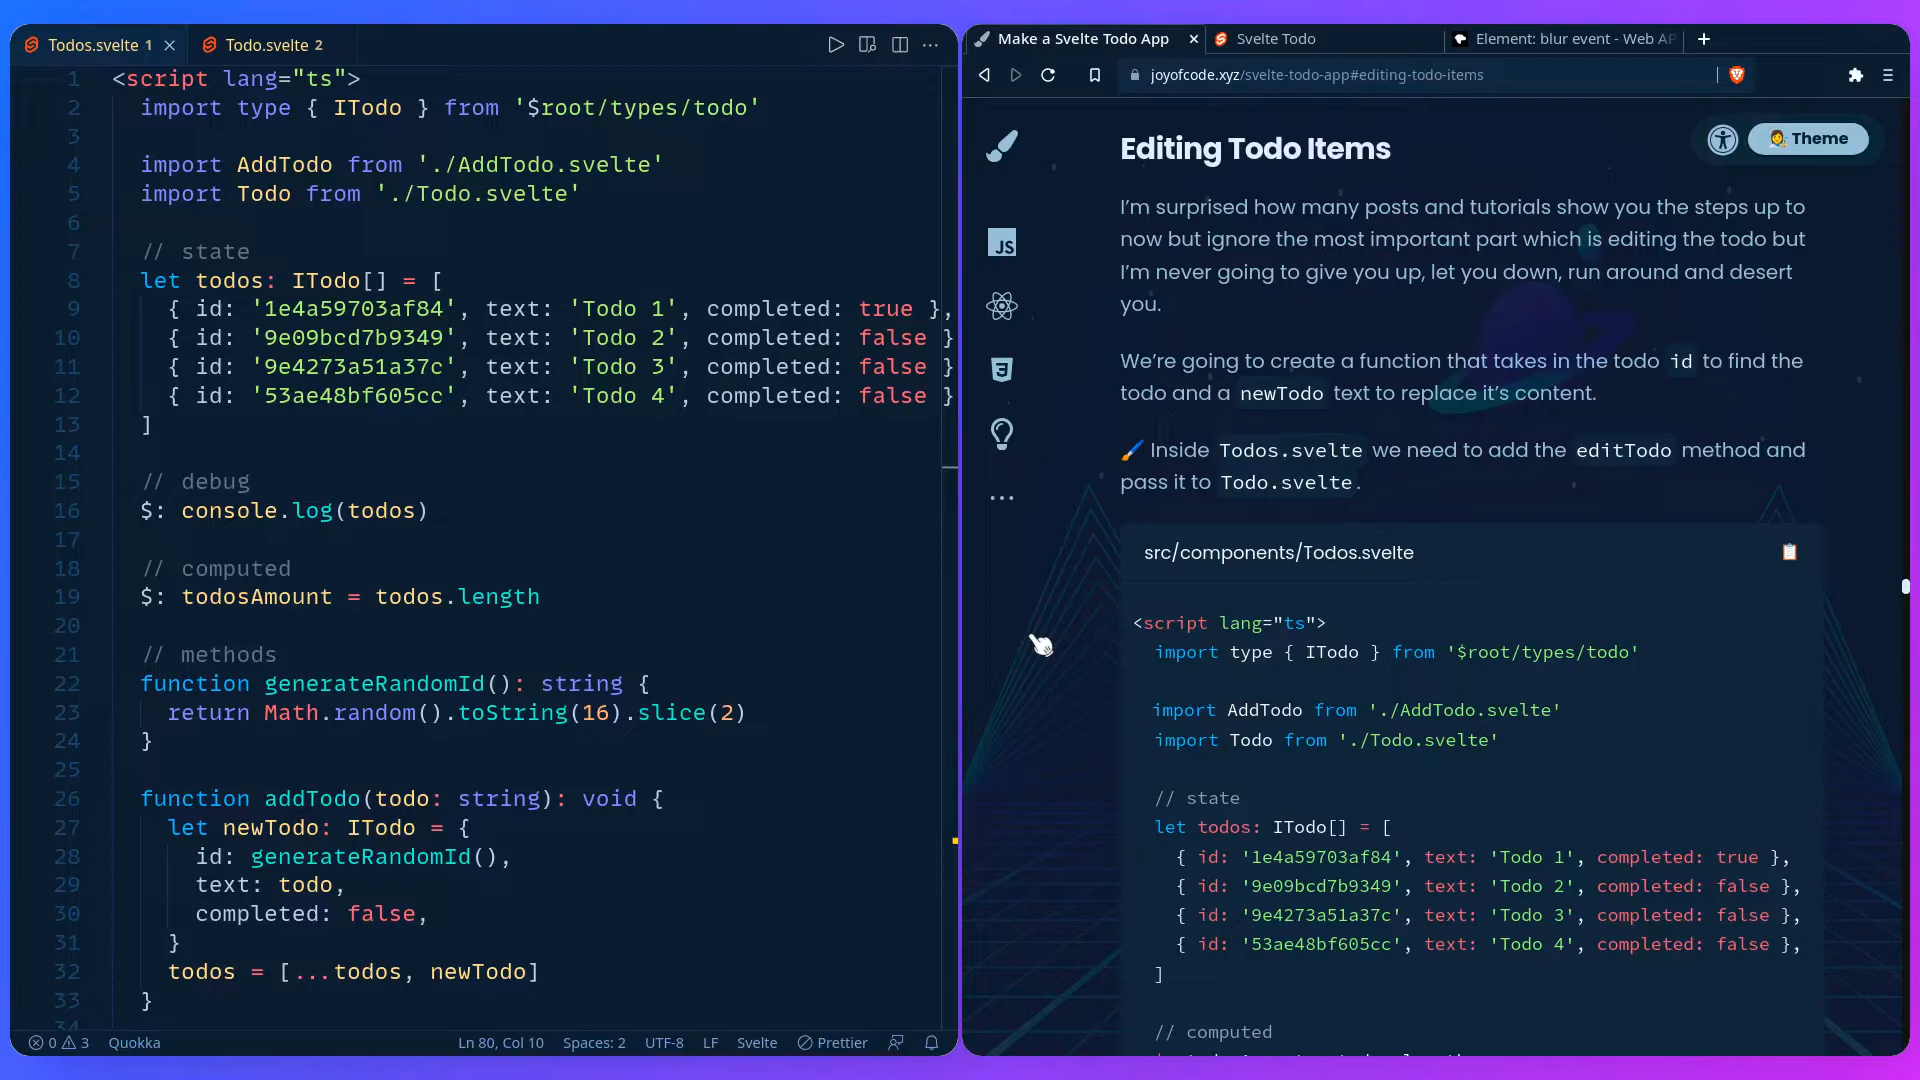 Todos.svelte 1
Todo.svelte 2
1 <script lang="ts">
2 import type { ITodo } from '$root/types/todo'
3
4 import AddTodo from './AddTodo.svelte'
5 import Todo from './Todo.svelte'
6
7 // state
8 let todos: ITodo[] = [
9 { id: '1e4a59703af84', text: 'Todo 1', completed: true },
10 { id: '9e09bcd7b9349', text: 'Todo 2', completed: false }
11 { id: '9e4273a51a37c', text: 'Todo 3', completed: false }
12 { id: '53ae48bf605cc', text: 'Todo 4', completed: false }
13 ]
14
15 // debug
16 $: console.log(todos)
17
18 // computed
19 $: todosAmount = todos.length
20
21 // methods
22 function generateRandomId(): string {
23 return Math.random().toString(16).slice(2)
24 }
25
26 function addTodo(todo: string): void {
27 let newTodo: ITodo = {
28 id: generateRandomId(),
29 text: todo,
30 completed: false,
31 }
32 todos = [...todos, newTodo]
33 }
34
0 3 Quokka Ln 80, Col 10 Spaces: 2 UTF-8 LF Svelte Prettier
Make a Svelte Todo App
Svelte Todo
Element: blur event - Web AP
joyofcode.xyz/svelte-todo-app#editing-todo-items
Theme
JS
Editing Todo Items
I'm surprised how many posts and tutorials show you the steps up to
now but ignore the most important part which is editing the todo but
I'm never going to give you up, let you down, run around and desert
you.
We're going to create a function that takes in the todo id to find the
todo and a newTodo text to replace it's content.
Inside Todos.svelte we need to add the editTodo method and
pass it to Todo.svelte.
src/components/Todos.svelte
<script lang="ts">
import type { ITodo } from '$root/types/todo'
import AddTodo from './AddTodo.svelte'
import Todo from './Todo.svelte'
// state
let todos: ITodo[] = [
{ id: '1e4a59703af84', text: 'Todo 1', completed: true },
{ id: '9e09bcd7b9349', text: 'Todo 2', completed: false },
{ id: '9e4273a51a37c', text: 'Todo 3', completed: false },
{ id: '53ae48bf605cc', text: 'Todo 4', completed: false },
]
// computed